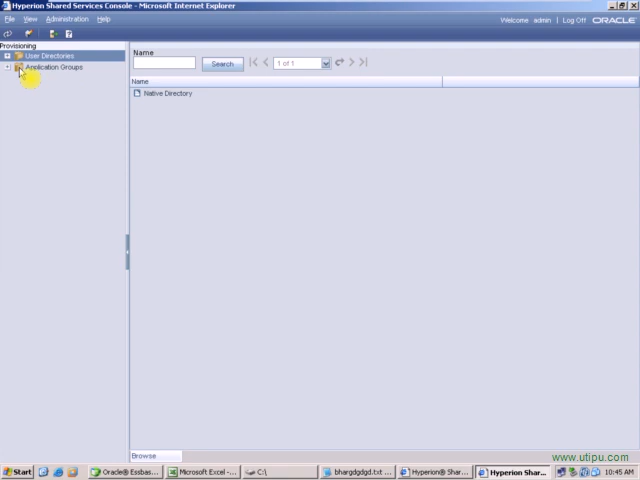 Hyperion Shared Services Console - Microsoft Internet Explorer
File View Administration Help
Welcome admin | Log Off ORACLE
Provisioning
User Directories
Application Groups
Name
Search
1 of 1
Name
Native Directory
Browse
www.utipu.com
Start
Oracle® Essbas...
Microsoft Excel -...
C:\
bhargdgdgd.txt ...
Hyperion® Shar...
Hyperion Shar...
10:45 AM